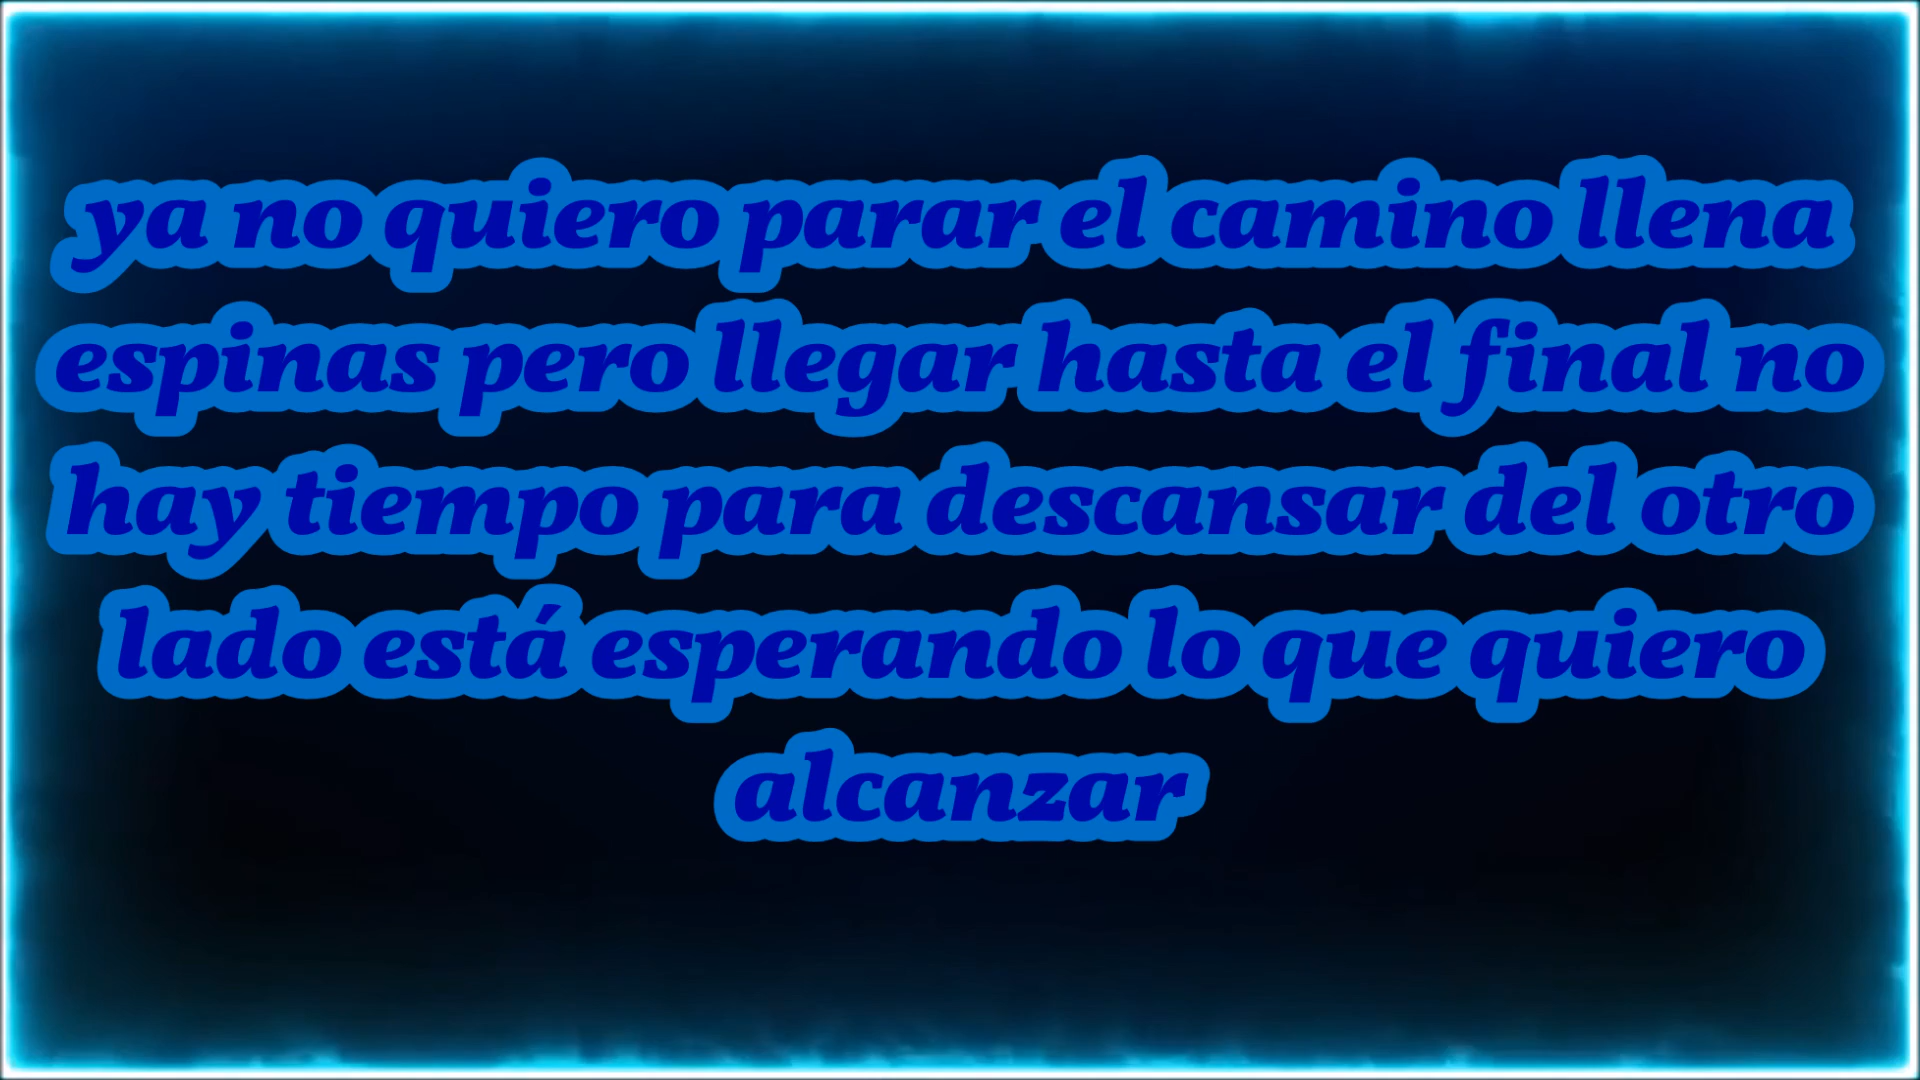 ya no quiero parar el camino llena
espinas pero llegar hasta el final no
hay tiempo para descansar del otro
lado está esperando lo que quiero
alcanzar